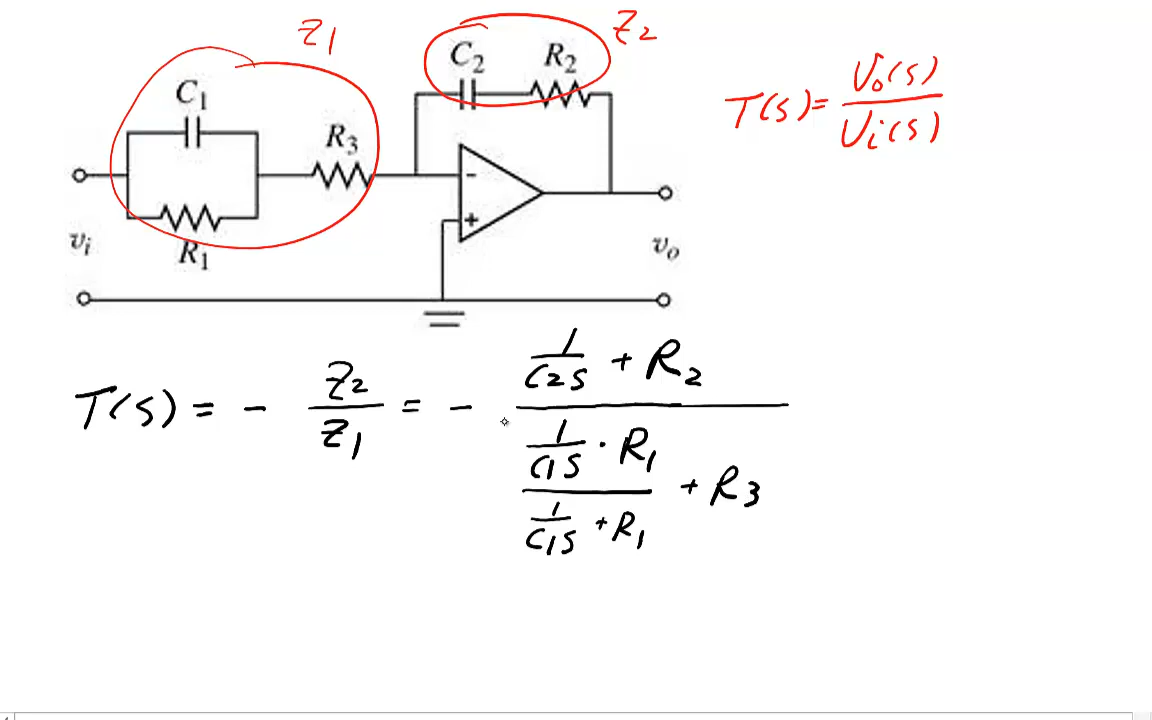 Z1
Z2
C1
C2
R2
R3
R1
-
+
vi
vo
T(s) = Vo(s) / Vi(s)
T(s) = - Z2 / Z1 = - (1/(C2s) + R2) / ((1/(C1s) · R1) / (1/(C1s) + R1) + R3)